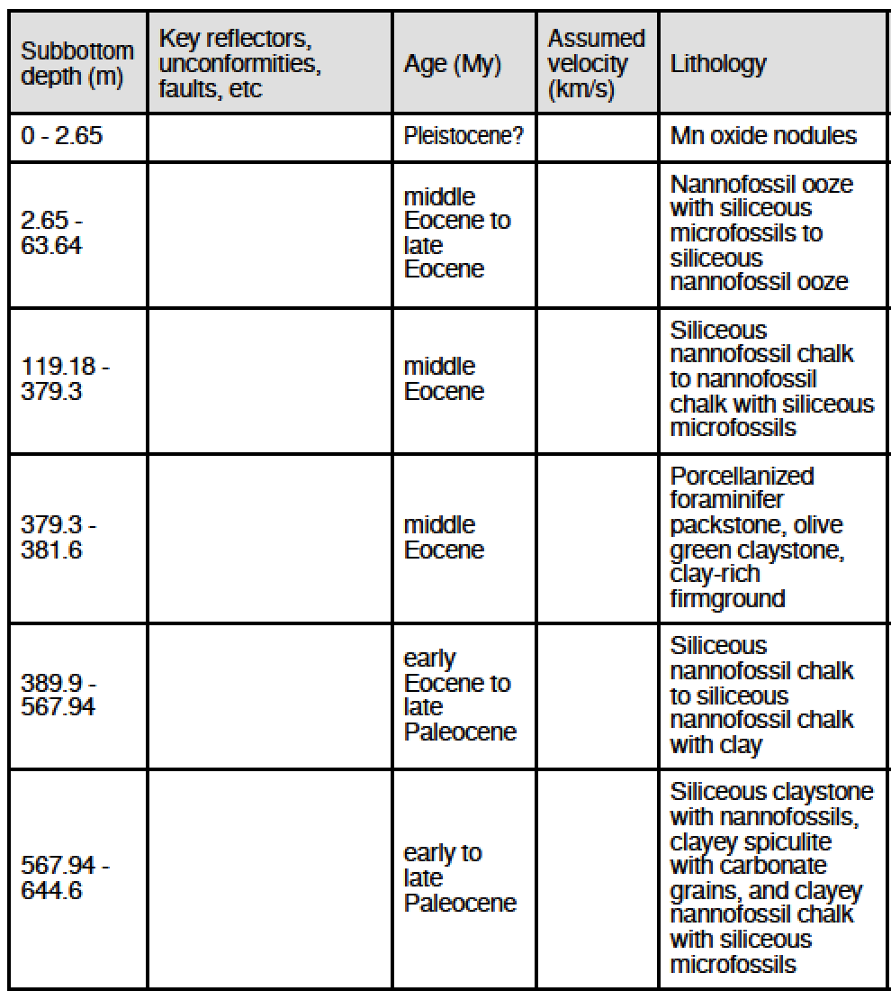 Subbottom
depth (m)
Key reflectors,
unconformities,
faults, etc
Age (My)
Assumed
velocity
(km/s)
Lithology
0 - 2.65
Pleistocene?
Mn oxide nodules
2.65 -
63.64
middle
Eocene to
late
Eocene
Nannofossil ooze
with siliceous
microfossils to
siliceous
nannofossil ooze
119.18 -
379.3
middle
Eocene
Siliceous
nannofossil chalk
to nannofossil
chalk with siliceous
microfossils
379.3 -
381.6
middle
Eocene
Porcellanized
foraminifer
packstone, olive
green claystone,
clay-rich
firmground
389.9 -
567.94
early
Eocene to
late
Paleocene
Siliceous
nannofossil chalk
to siliceous
nannofossil chalk
with clay
567.94 -
644.6
early to
late
Paleocene
Siliceous claystone
with nannofossils,
clayey spiculite
with carbonate
grains, and clayey
nannofossil chalk
with siliceous
microfossils